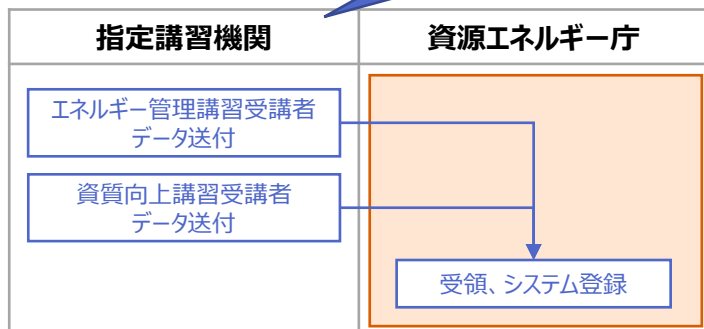 指定講習機関
資源エネルギー庁
エネルギー管理講習受講者
データ送付
資質向上講習受講者
データ送付
受領、システム登録